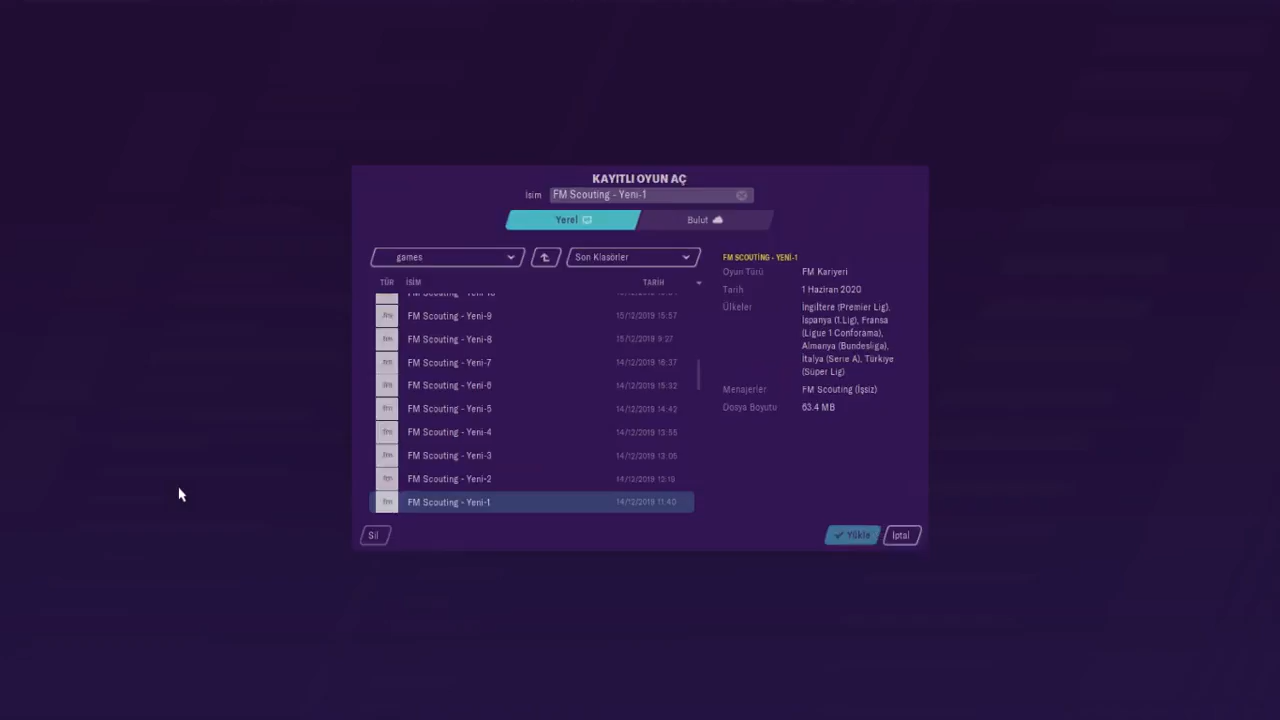 KAYITLI OYUN AÇ
İsim FM Scouting - Yeni-1
Yerel Bulut
games Son Klasörler
TÜR İSİM TARİH
FM Scouting - Yeni-9 15/12/2019 15:57
FM Scouting - Yeni-8 15/12/2019 9:27
FM Scouting - Yeni-7 14/12/2019 16:37
FM Scouting - Yeni-6 14/12/2019 15:32
FM Scouting - Yeni-5 14/12/2019 14:42
FM Scouting - Yeni-4 14/12/2019 13:55
FM Scouting - Yeni-3 14/12/2019 13:06
FM Scouting - Yeni-2 14/12/2019 12:19
fm FM Scouting - Yeni-1 14/12/2019 11:40
FM SCOUTİNG - YENİ-1
Oyun Türü FM Kariyeri
Tarih 1 Haziran 2020
Ülkeler İngiltere (Premier Lig),
İspanya (1.Lig), Fransa
(Ligue 1 Conforama),
Almanya (Bundesliga),
İtalya (Serie A), Türkiye
(Süper Lig)
Menajerler FM Scouting (İşsiz)
Dosya Boyutu 63.4 MB
Sil Yükle İptal